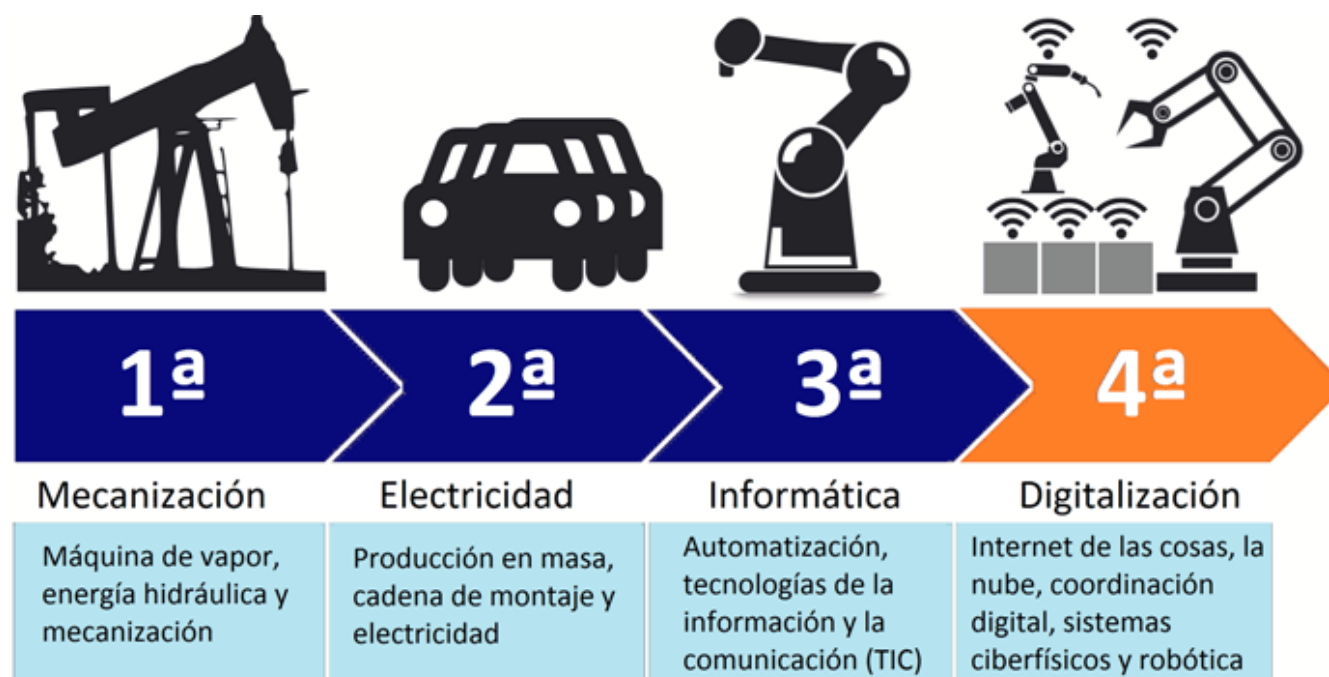 1ª
2ª
3ª
4ª
Mecanización
Electricidad
Informática
Digitalización
Máquina de vapor,
energía hidráulica y
mecanización
Producción en masa,
cadena de montaje y
electricidad
Automatización,
tecnologías de la
información y la
comunicación (TIC)
Internet de las cosas, la
nube, coordinación
digital, sistemas
ciberfísicos y robótica